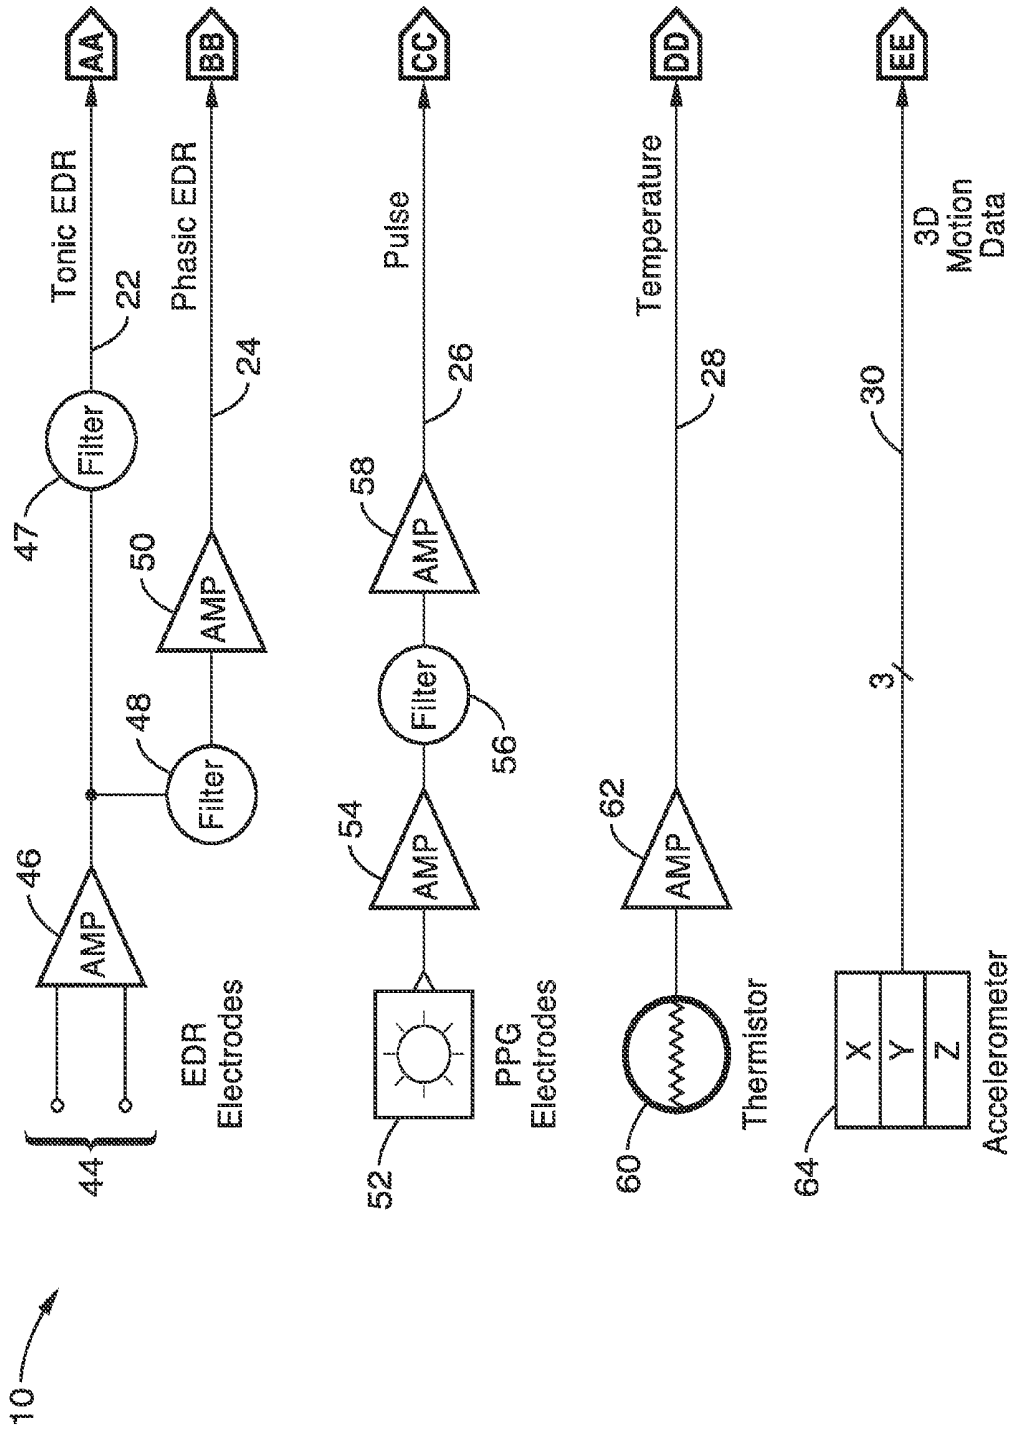 10
44
EDR
Electrodes
46
AMP
48
Filter
50
AMP
47
Filter
22
Tonic EDR
AA
24
Phasic EDR
BB
52
PPG
Electrodes
54
AMP
56
Filter
58
AMP
26
Pulse
CC
60
Thermistor
62
AMP
28
Temperature
DD
64
X
Y
Z
Accelerometer
3
30
3D
Motion
Data
EE